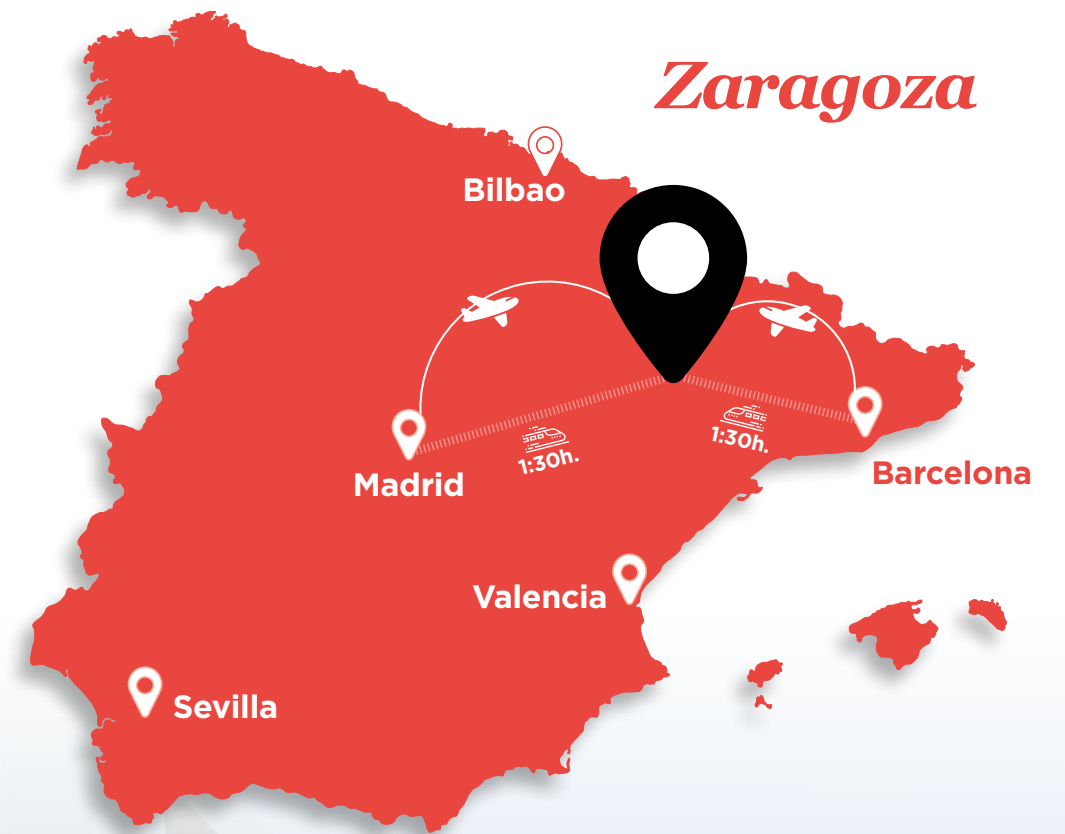 Zaragoza
Bilbao
1:30h.
1:30h.
Madrid
Barcelona
Valencia
Sevilla